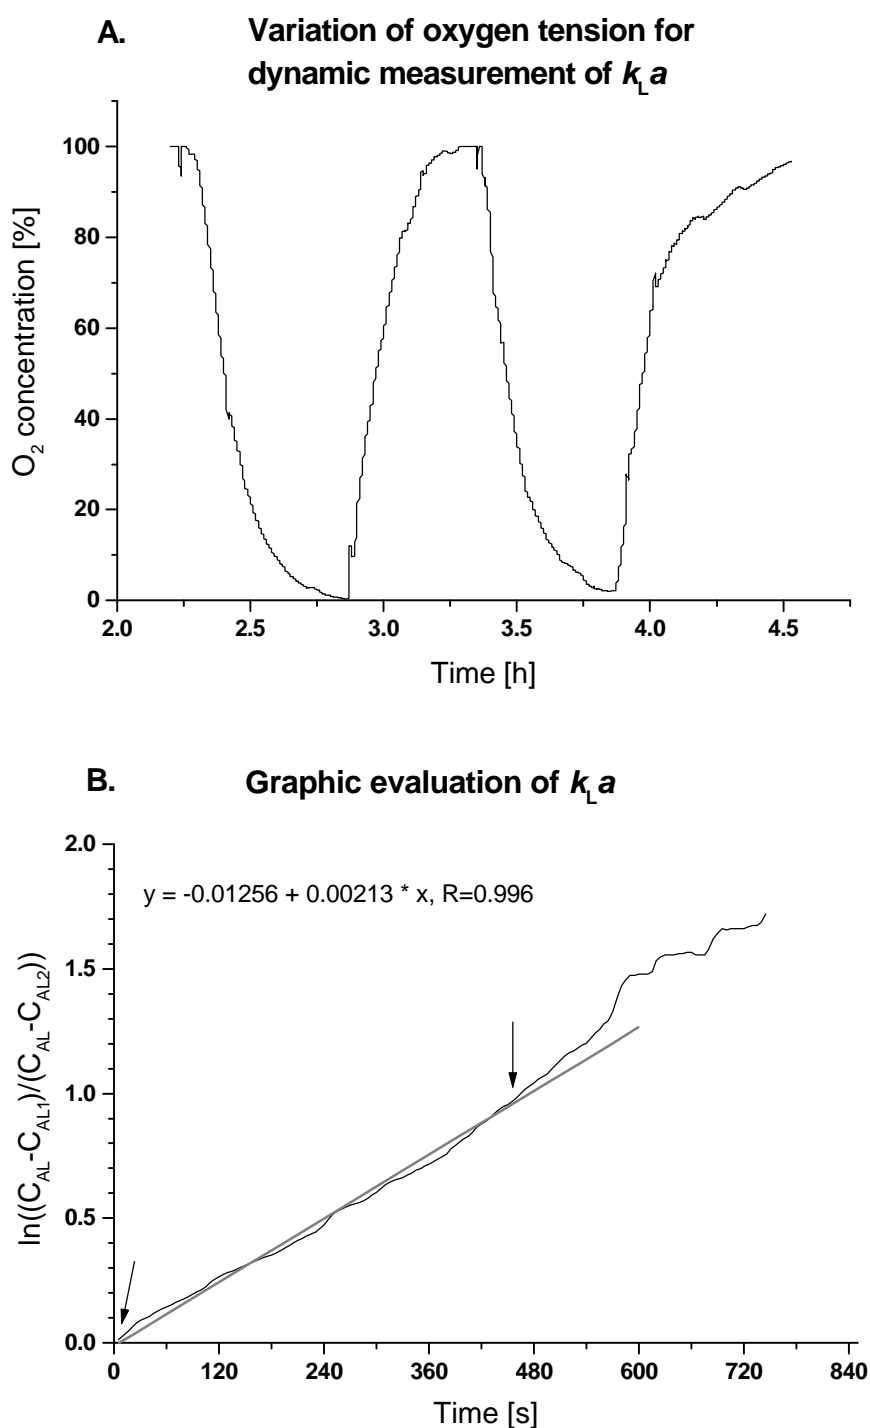 A.
Variation of oxygen tension for
dynamic measurement of kLa
O2 concentration [%]
100
80
60
40
20
0
2.0 2.5 3.0 3.5 4.0 4.5
Time [h]
B.
Graphic evaluation of kLa
y = -0.01256 + 0.00213 * x, R=0.996
ln((CAL-CAL1)/(CAL-CAL2))
2.0
1.5
1.0
0.5
0.0
0 120 240 360 480 600 720 840
Time [s]